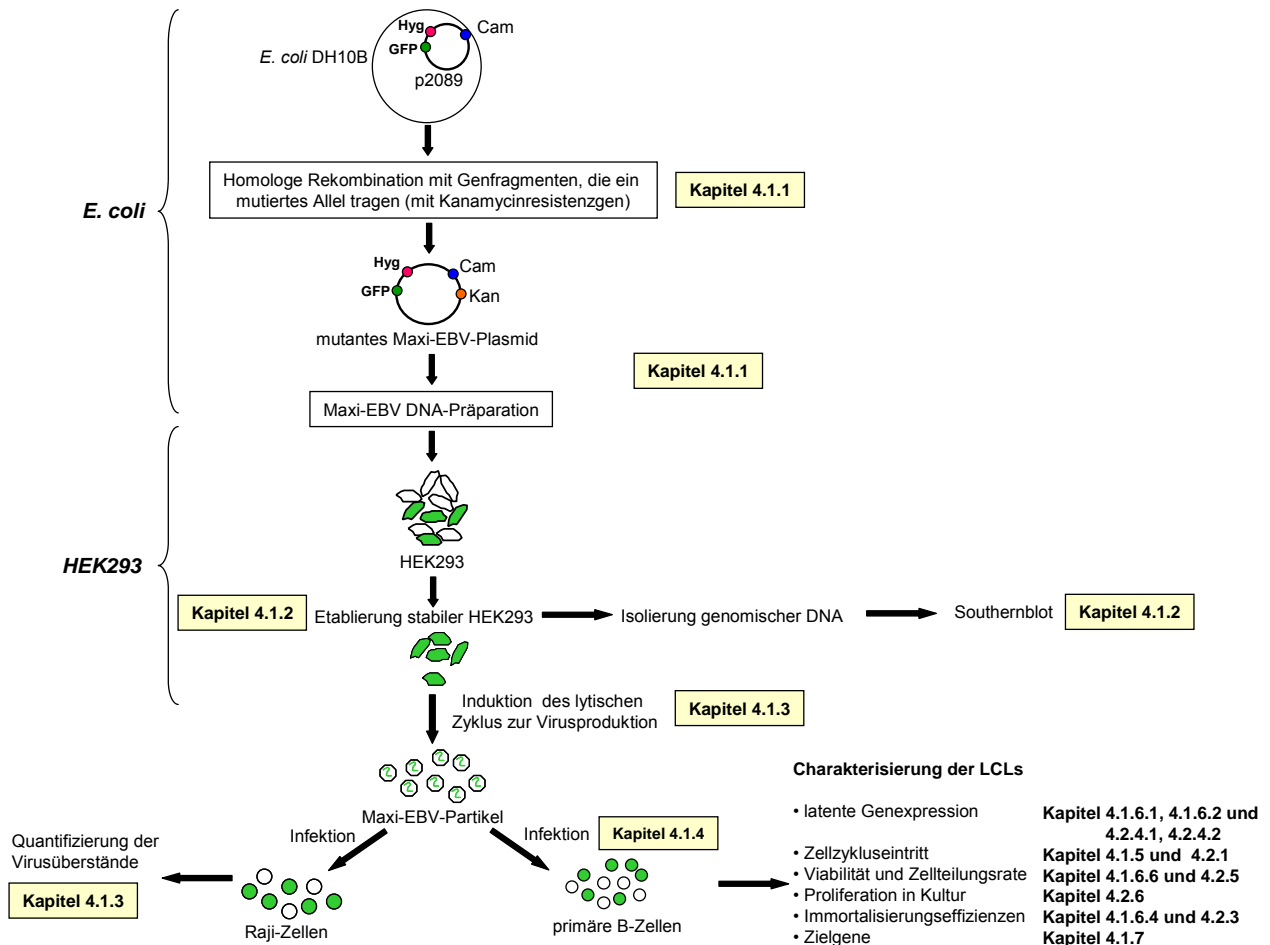 Hyg
Cam
GFP
E. coli DH10B
p2089
Homologe Rekombination mit Genfragmenten, die ein
mutiertes Allel tragen (mit Kanamycinresistenzgen)
Kapitel 4.1.1
E. coli
Hyg
Cam
GFP
Kan
mutantes Maxi-EBV-Plasmid
Kapitel 4.1.1
Maxi-EBV DNA-Präparation
HEK293
HEK293
Kapitel 4.1.2
Etablierung stabiler HEK293
Isolierung genomischer DNA
Southernblot
Kapitel 4.1.2
Induktion des lytischen
Zyklus zur Virusproduktion
Kapitel 4.1.3
Maxi-EBV-Partikel
Infektion
Infektion
Kapitel 4.1.4
Quantifizierung der
Virusüberstände
Kapitel 4.1.3
Raji-Zellen
primäre B-Zellen
Charakterisierung der LCLs
• latente Genexpression Kapitel 4.1.6.1, 4.1.6.2 und
4.2.4.1, 4.2.4.2
• Zellzykluseintritt Kapitel 4.1.5 und 4.2.1
• Viabilität und Zellteilungsrate Kapitel 4.1.6.6 und 4.2.5
• Proliferation in Kultur Kapitel 4.2.6
• Immortalisierungseffizienzen Kapitel 4.1.6.4 und 4.2.3
• Zielgene Kapitel 4.1.7